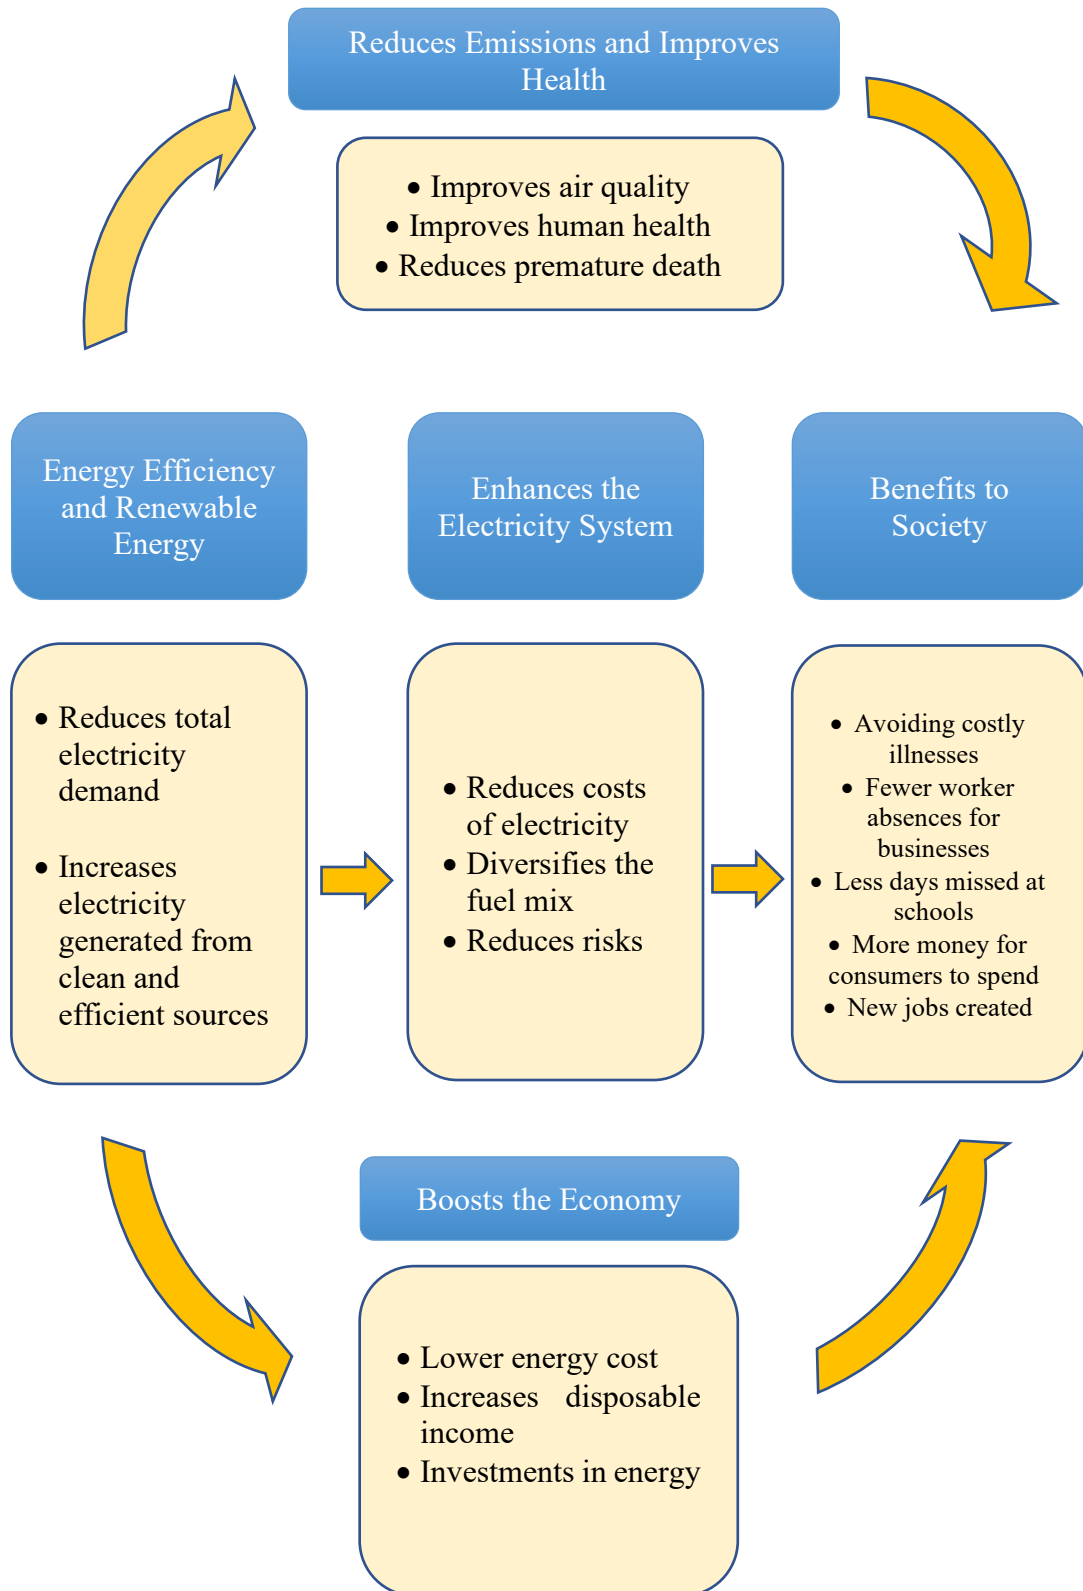 Reduces Emissions and Improves
Health
• Improves air quality
• Improves human health
• Reduces premature death
Energy Efficiency
and Renewable
Energy
• Reduces total
electricity
demand
• Increases
electricity
generated from
clean and
efficient sources
Enhances the
Electricity System
• Reduces costs
of electricity
• Diversifies the
fuel mix
• Reduces risks
Benefits to
Society
• Avoiding costly
illnesses
• Fewer worker
absences for
businesses
• Less days missed at
schools
• More money for
consumers to spend
• New jobs created
Boosts the Economy
• Lower energy cost
• Increases disposable
income
• Investments in energy